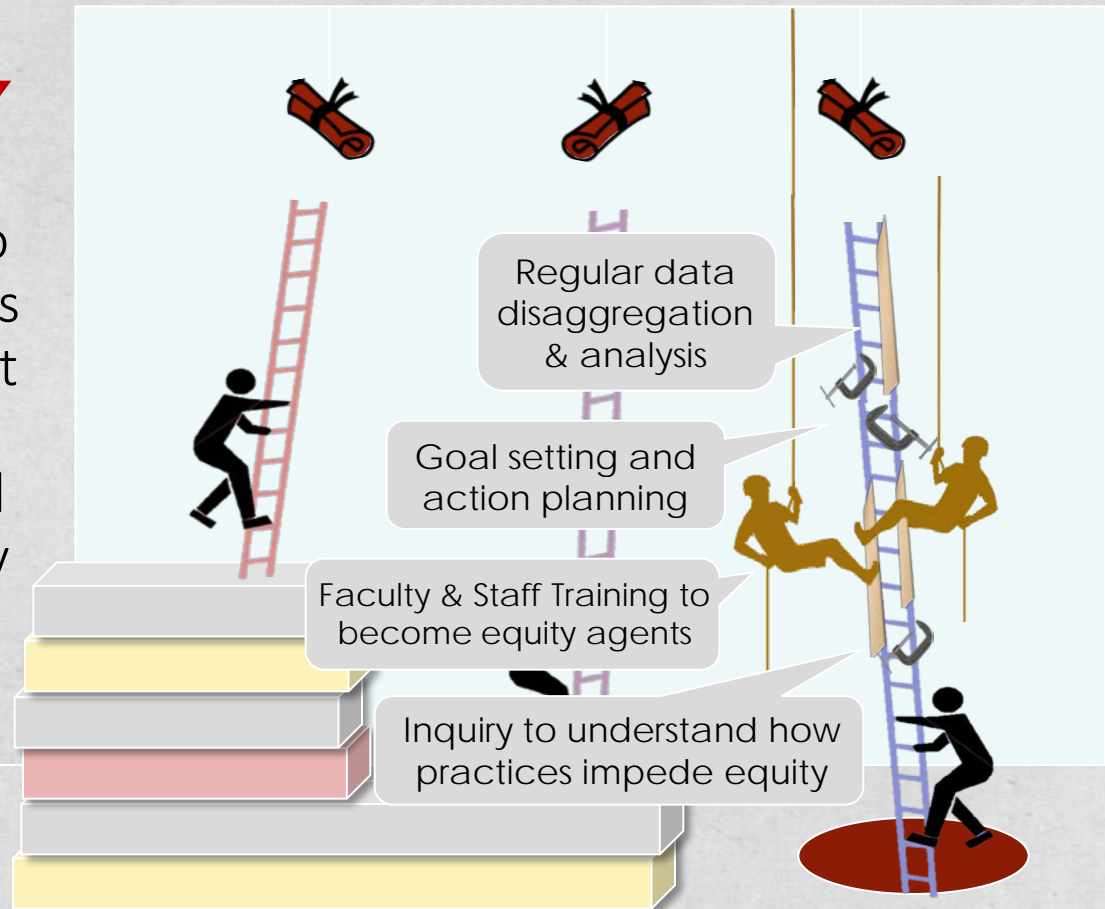 Regular data
disaggregation
& analysis
Goal setting and
action planning
Faculty & Staff Training to
become equity agents
Inquiry to understand how
practices impede equity